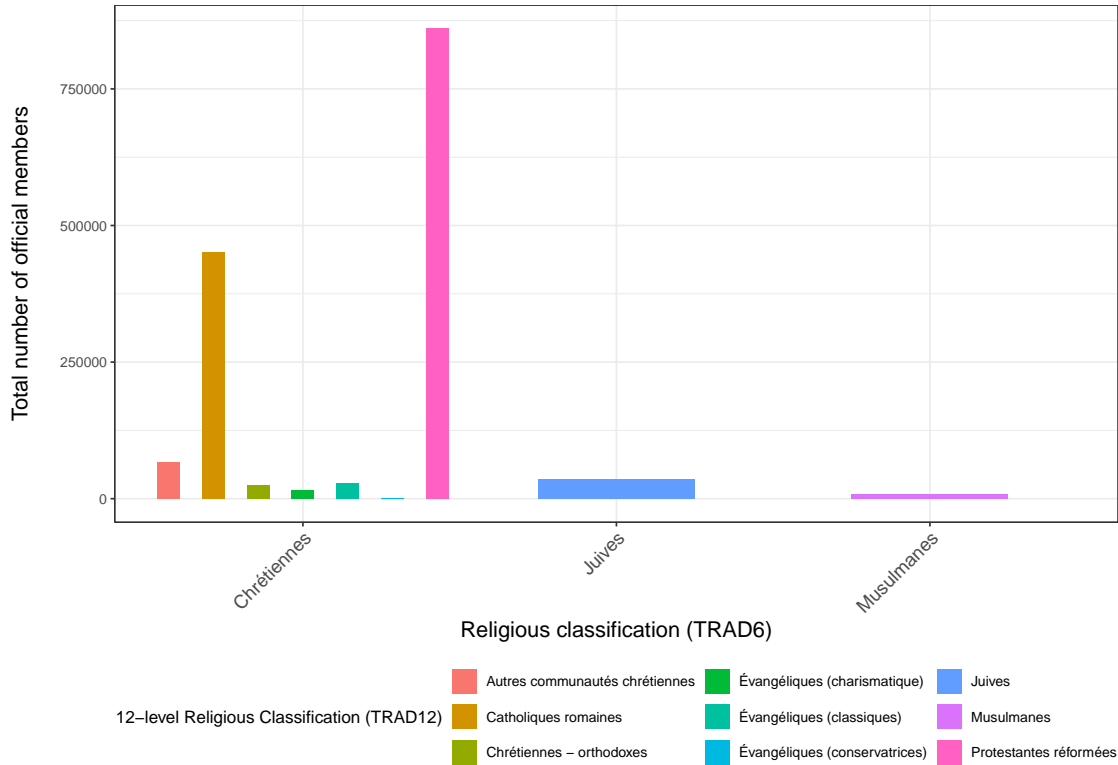 Total number of official members
750000
500000
250000
0
Chrétiennes
Juives
Musulmanes
Religious classification (TRAD6)
12−level Religious Classification (TRAD12)
Autres communautés chrétiennes
Catholiques romaines
Chrétiennes − orthodoxes
Évangéliques (charismatique)
Évangéliques (classiques)
Évangéliques (conservatrices)
Juives
Musulmanes
Protestantes réformées